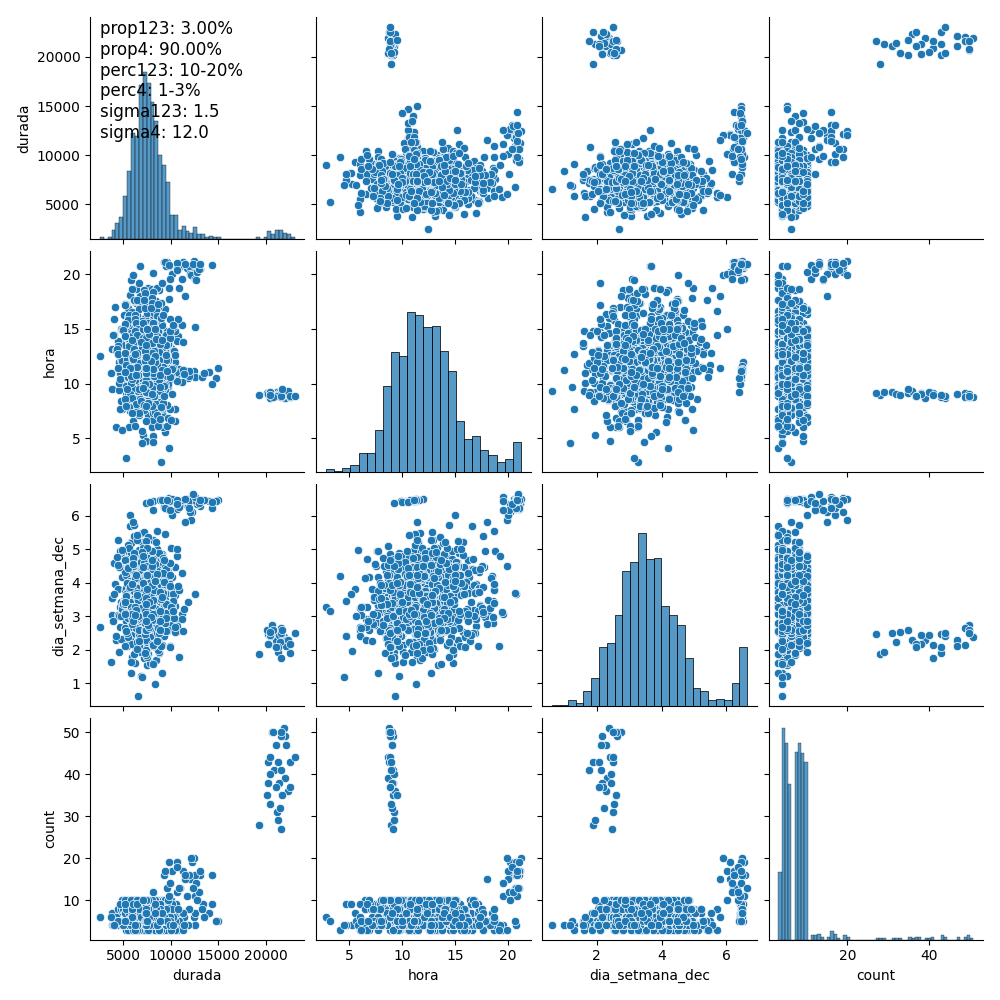 prop123: 3.00%
prop4: 90.00%
perc123: 10-20%
perc4: 1-3%
sigma123: 1.5
sigma4: 12.0
durada
20000
15000
10000
5000
hora
20
15
10
5
dia_setmana_dec
6
5
4
3
2
1
count
50
40
30
20
10
5000 10000 15000 20000
5 10 15 20
2 4 6
20 40
durada hora dia_setmana_dec count